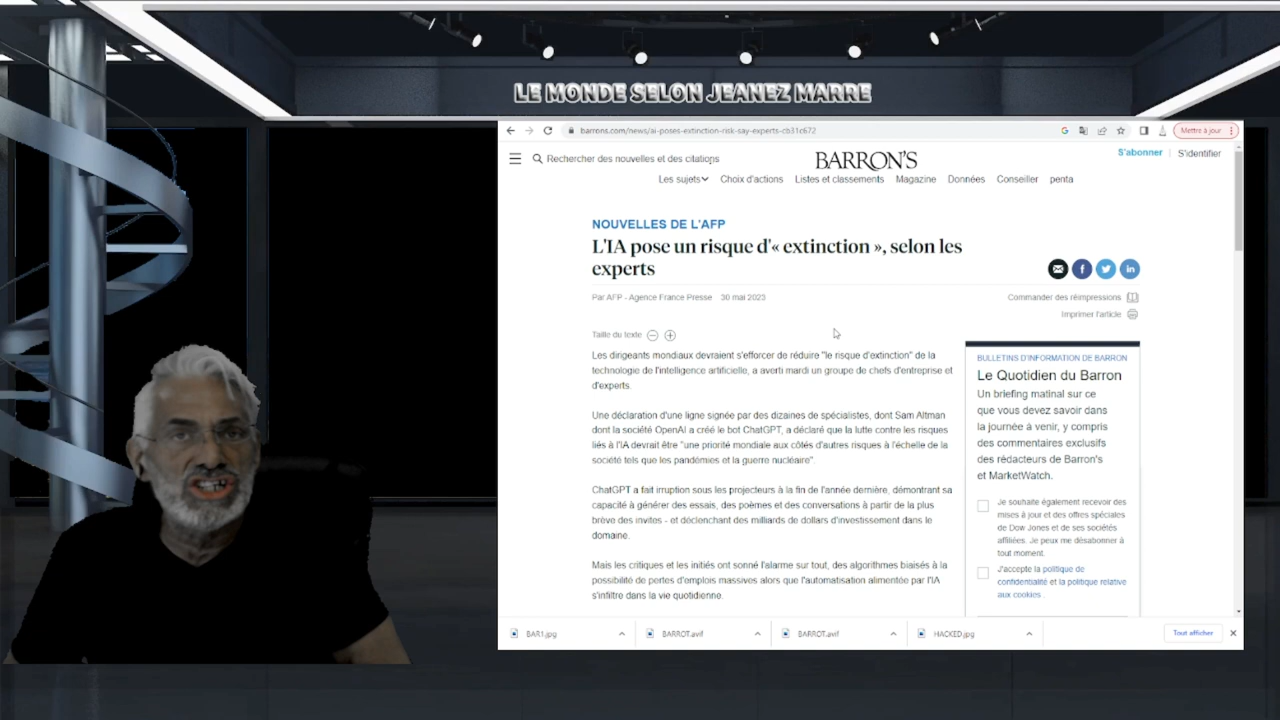 LE MONDE SELON JEANEZ MARRE
barrons.com/news/ai-poses-extinction-risk-say-experts-cb31c672
Mettre à jour
Rechercher des nouvelles et des citations
BARRON'S
S'abonner
S'identifier
Les sujets
Choix d'actions
Listes et classements
Magazine
Données
Conseiller
penta
NOUVELLES DE L'AFP
L'IA pose un risque d'« extinction », selon les
experts
Par AFP - Agence France Presse 30 mai 2023
Commander des réimpressions
Imprimer l'article
Taille du texte
Les dirigeants mondiaux devraient s'efforcer de réduire "le risque d'extinction" de la
technologie de l'intelligence artificielle, a averti mardi un groupe de chefs d'entreprise et
d'experts.
Une déclaration d'une ligne signée par des dizaines de spécialistes, dont Sam Altman
dont la société OpenAI a créé le bot ChatGPT, a déclaré que la lutte contre les risques
liés à l'IA devrait être "une priorité mondiale aux côtés d'autres risques à l'échelle de la
société tels que les pandémies et la guerre nucléaire".
ChatGPT a fait irruption sous les projecteurs à la fin de l'année dernière, démontrant sa
capacité à générer des essais, des poèmes et des conversations à partir de la plus
brève des invites - et déclenchant des milliards de dollars d'investissement dans le
domaine.
Mais les critiques et les initiés ont sonné l'alarme sur tout, des algorithmes biaisés à la
possibilité de pertes d'emplois massives alors que l'automatisation alimentée par l'IA
s'infiltre dans la vie quotidienne.
BULLETINS D'INFORMATION DE BARRON
Le Quotidien du Barron
Un briefing matinal sur ce
que vous devez savoir dans
la journée à venir, y compris
des commentaires exclusifs
des rédacteurs de Barron's
et MarketWatch.
Je souhaite également recevoir des
mises à jour et des offres spéciales
de Dow Jones et de ses sociétés
affiliées. Je peux me désabonner à
tout moment.
J'accepte la politique de
confidentialité et la politique relative
aux cookies .
BAR1.jpg
BARROT.avif
BARROT.avif
HACKED.jpg
Tout afficher